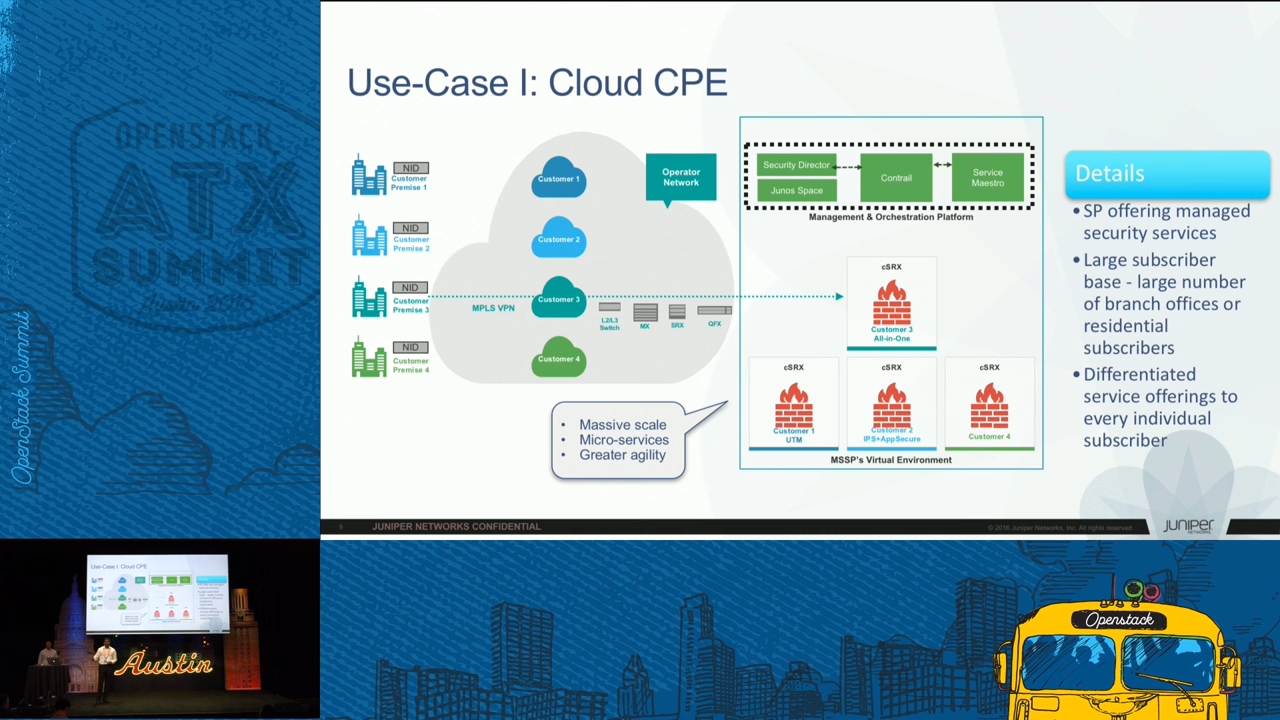 OPENSTACK
SUMMIT
OpenStack Summit
Use-Case I: Cloud CPE
NID
Customer
Premise 1
NID
Customer
Premise 2
NID
Customer
Premise 3
NID
Customer
Premise 4
MPLS VPN
Customer 1
Customer 2
Customer 3
Customer 4
Operator
Network
L2/L3
Switch
MX
SRX
QFX
Security Director
Junos Space
Contrail
Service
Maestro
Management & Orchestration Platform
cSRX
Customer 3
All-in-One
cSRX
Customer 1
UTM
cSRX
Customer 2
IPS+AppSecure
cSRX
Customer 4
MSSP's Virtual Environment
• Massive scale
• Micro-services
• Greater agility
Details
• SP offering managed
security services
• Large subscriber
base - large number
of branch offices or
residential
subscribers
• Differentiated
service offerings to
every individual
subscriber
JUNIPER NETWORKS CONFIDENTIAL
© 2016 Juniper Networks, Inc. All rights reserved.
JUNIPER
NETWORKS
Use-Case I: Cloud CPE
Austin
Openstack